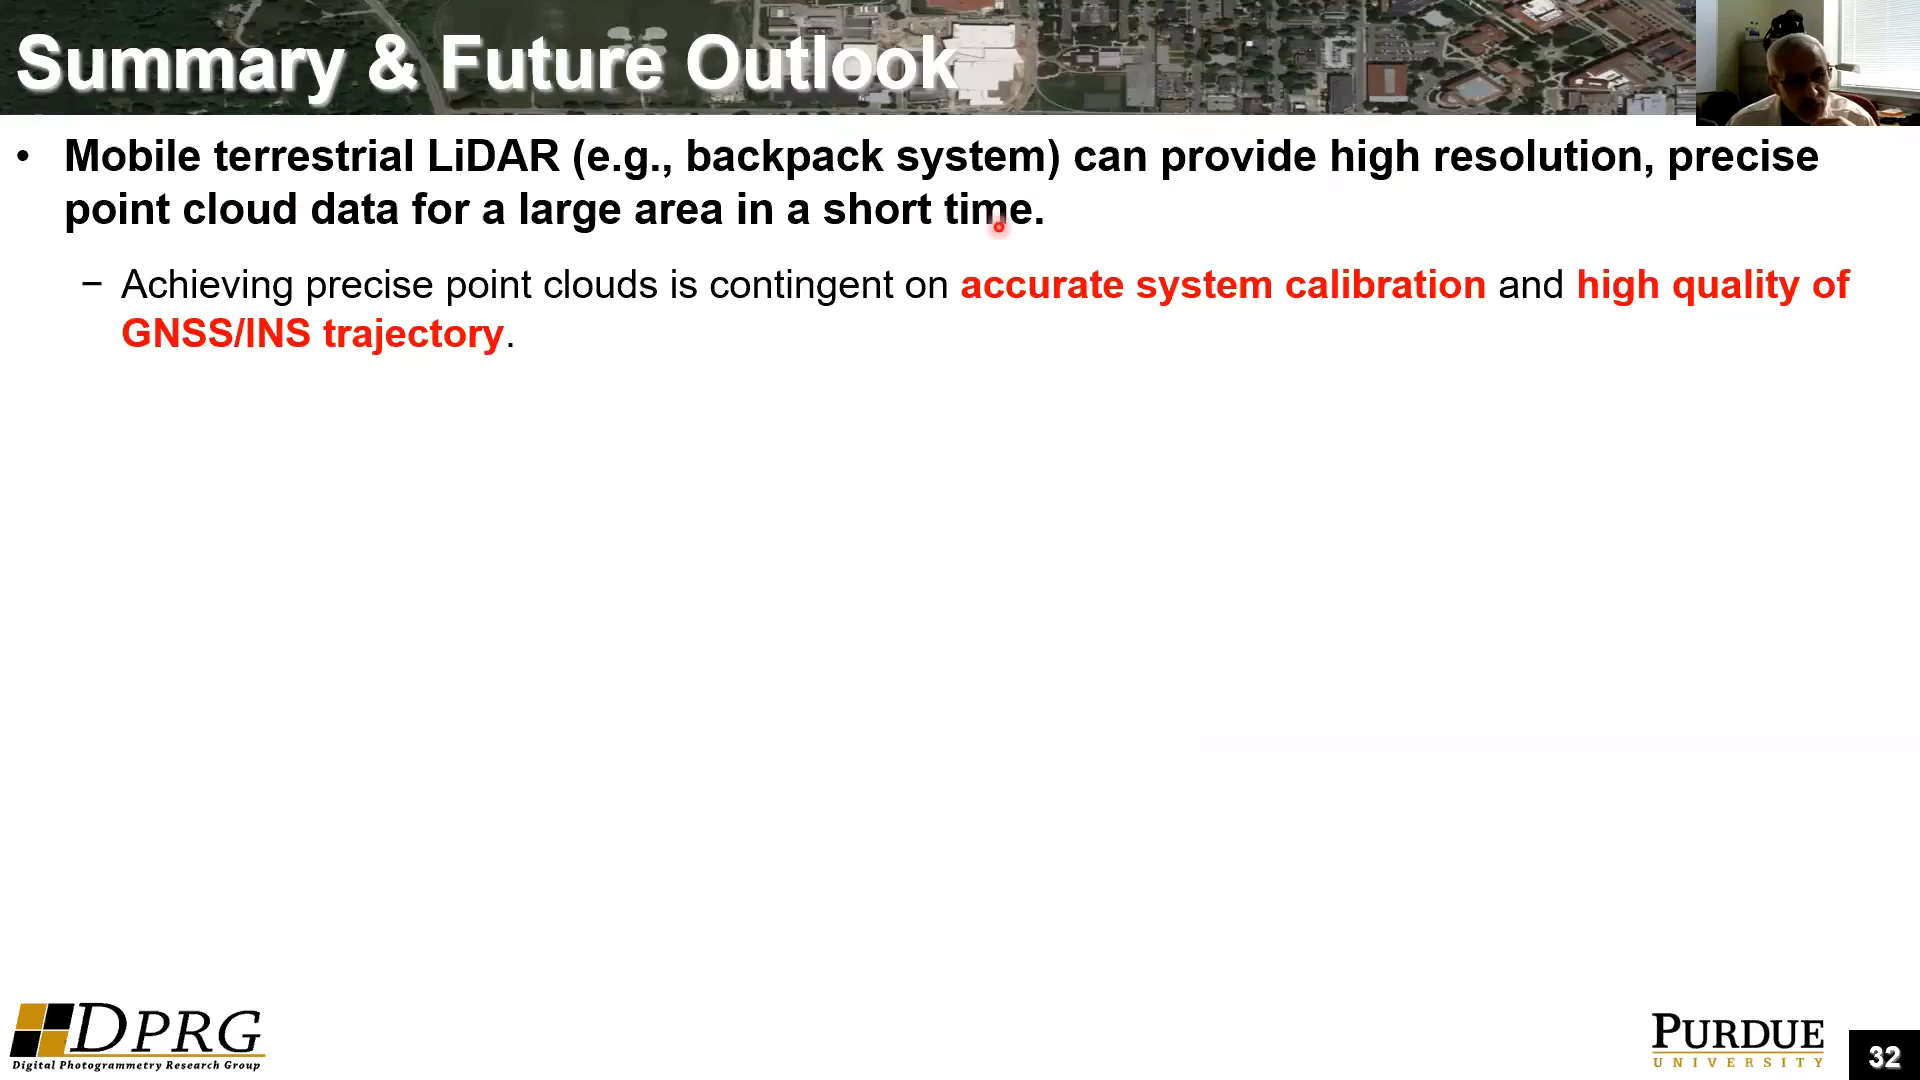 Summary & Future Outlook
• Mobile terrestrial LiDAR (e.g., backpack system) can provide high resolution, precise
point cloud data for a large area in a short time.
− Achieving precise point clouds is contingent on accurate system calibration and high quality of
GNSS/INS trajectory.
DPRG
Digital Photogrammetry Research Group
PURDUE
UNIVERSITY
32